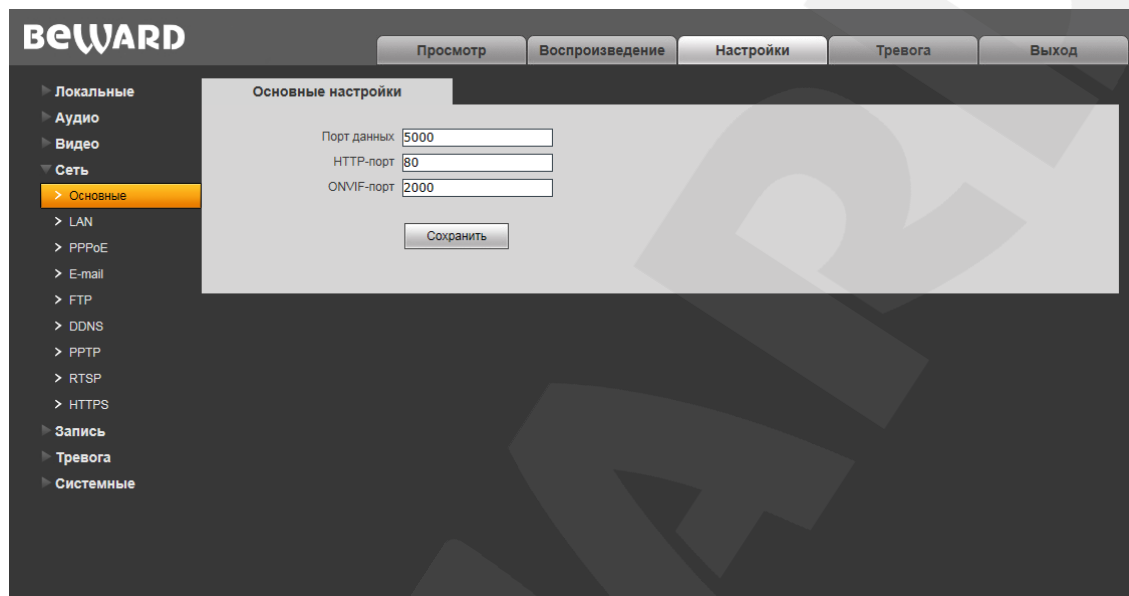 BEWARD
Просмотр
Воспроизведение
Настройки
Тревога
Выход
Локальные
Аудио
Видео
Сеть
Основные
LAN
PPPoE
E-mail
FTP
DDNS
PPTP
RTSP
HTTPS
Запись
Тревога
Системные
Основные настройки
Порт данных 5000
HTTP-порт 80
ONVIF-порт 2000
Сохранить